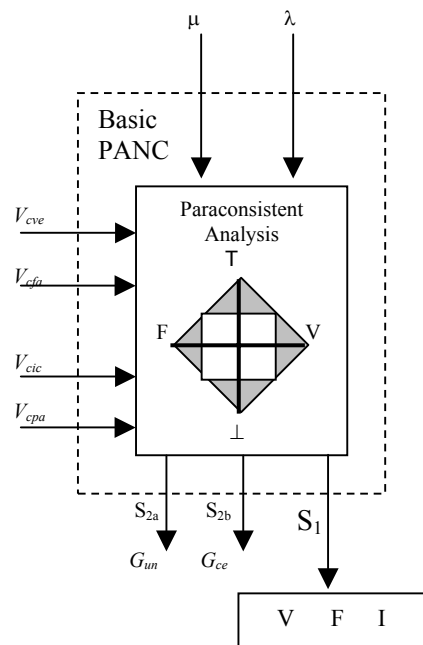 μ λ
Basic
PANC
Paraconsistent
Analysis
T
F V
⊥
V_cve
V_cfa
V_cic
V_cpa
S_2a S_2b S_1
G_un G_ce
V F I